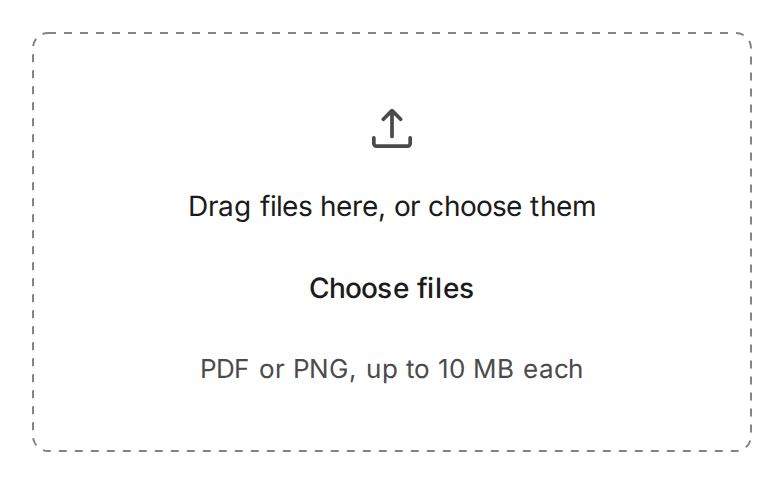 Drag files here, or choose them
Choose files
PDF or PNG, up to 10 MB each